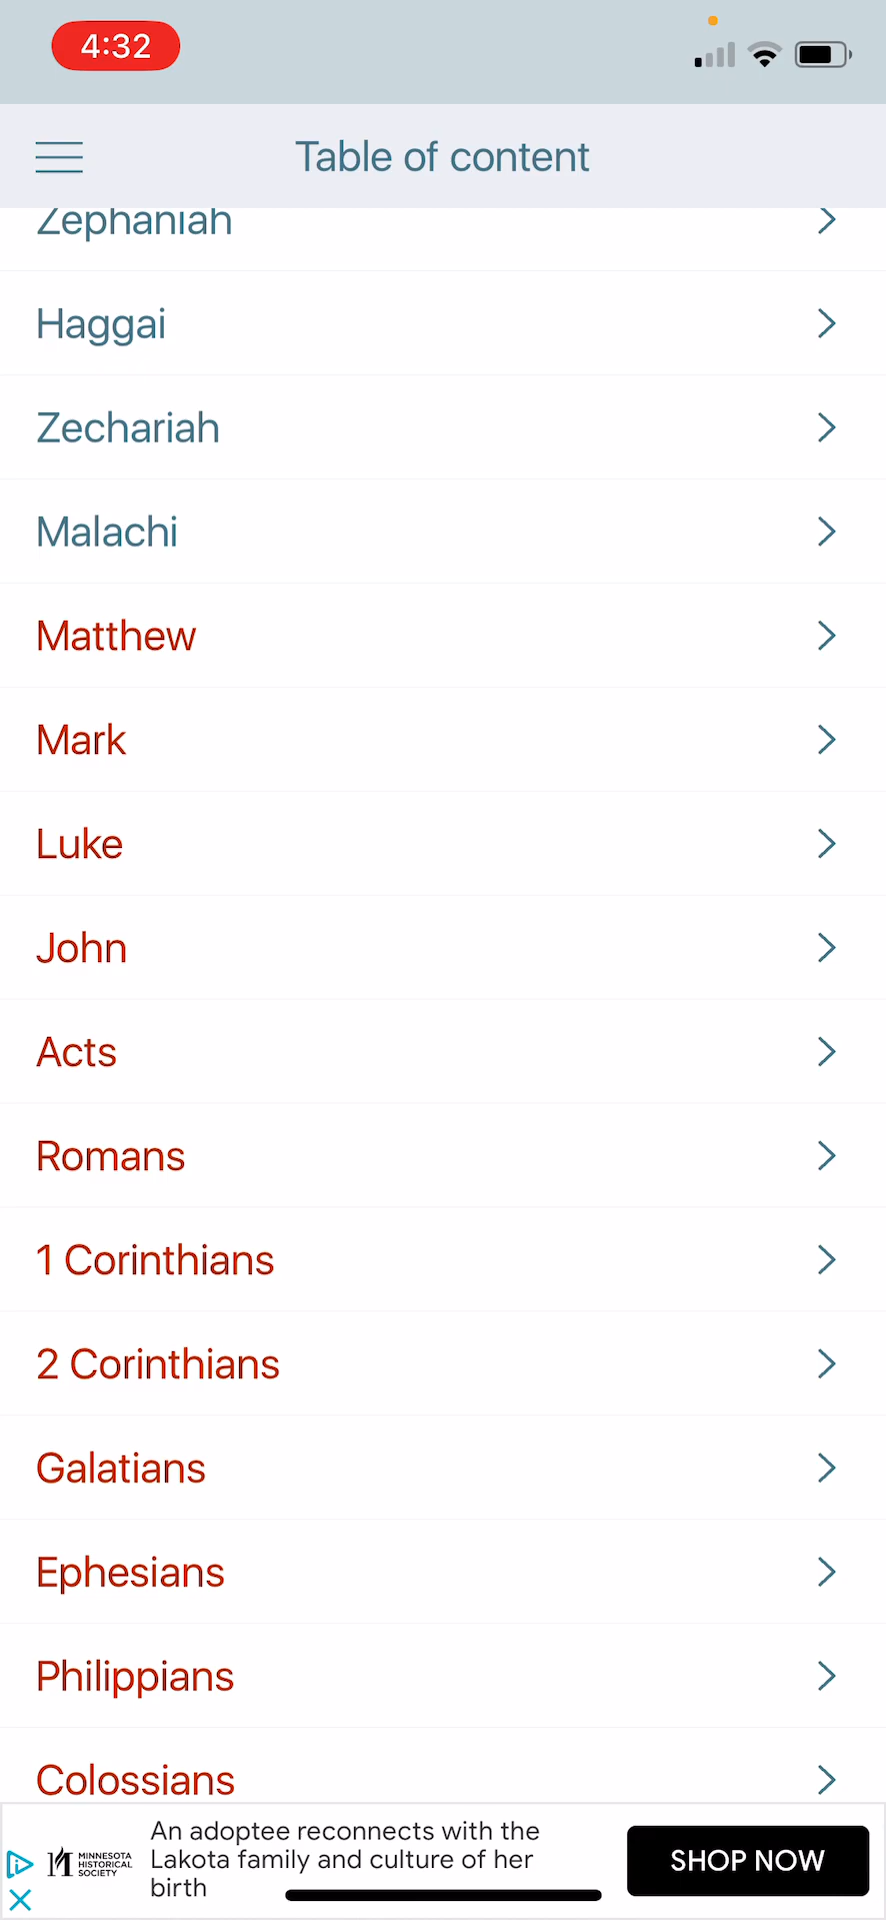 4:32
Table of content
Zephaniah
Haggai
Zechariah
Malachi
Matthew
Mark
Luke
John
Acts
Romans
1 Corinthians
2 Corinthians
Galatians
Ephesians
Philippians
Colossians
MINNESOTA
HISTORICAL
SOCIETY
An adoptee reconnects with the
Lakota family and culture of her
birth
SHOP NOW